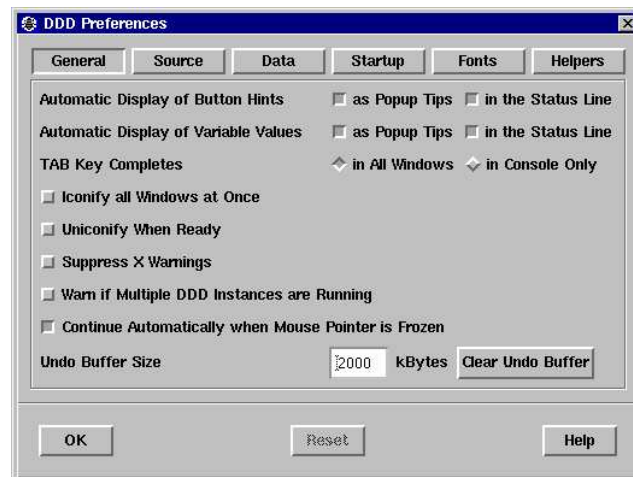 DDD Preferences
General Source Data Startup Fonts Helpers
Automatic Display of Button Hints as Popup Tips in the Status Line
Automatic Display of Variable Values as Popup Tips in the Status Line
TAB Key Completes in All Windows in Console Only
Iconify all Windows at Once
Uniconify When Ready
Suppress X Warnings
Warn if Multiple DDD Instances are Running
Continue Automatically when Mouse Pointer is Frozen
Undo Buffer Size 2000 kBytes Clear Undo Buffer
OK Reset Help